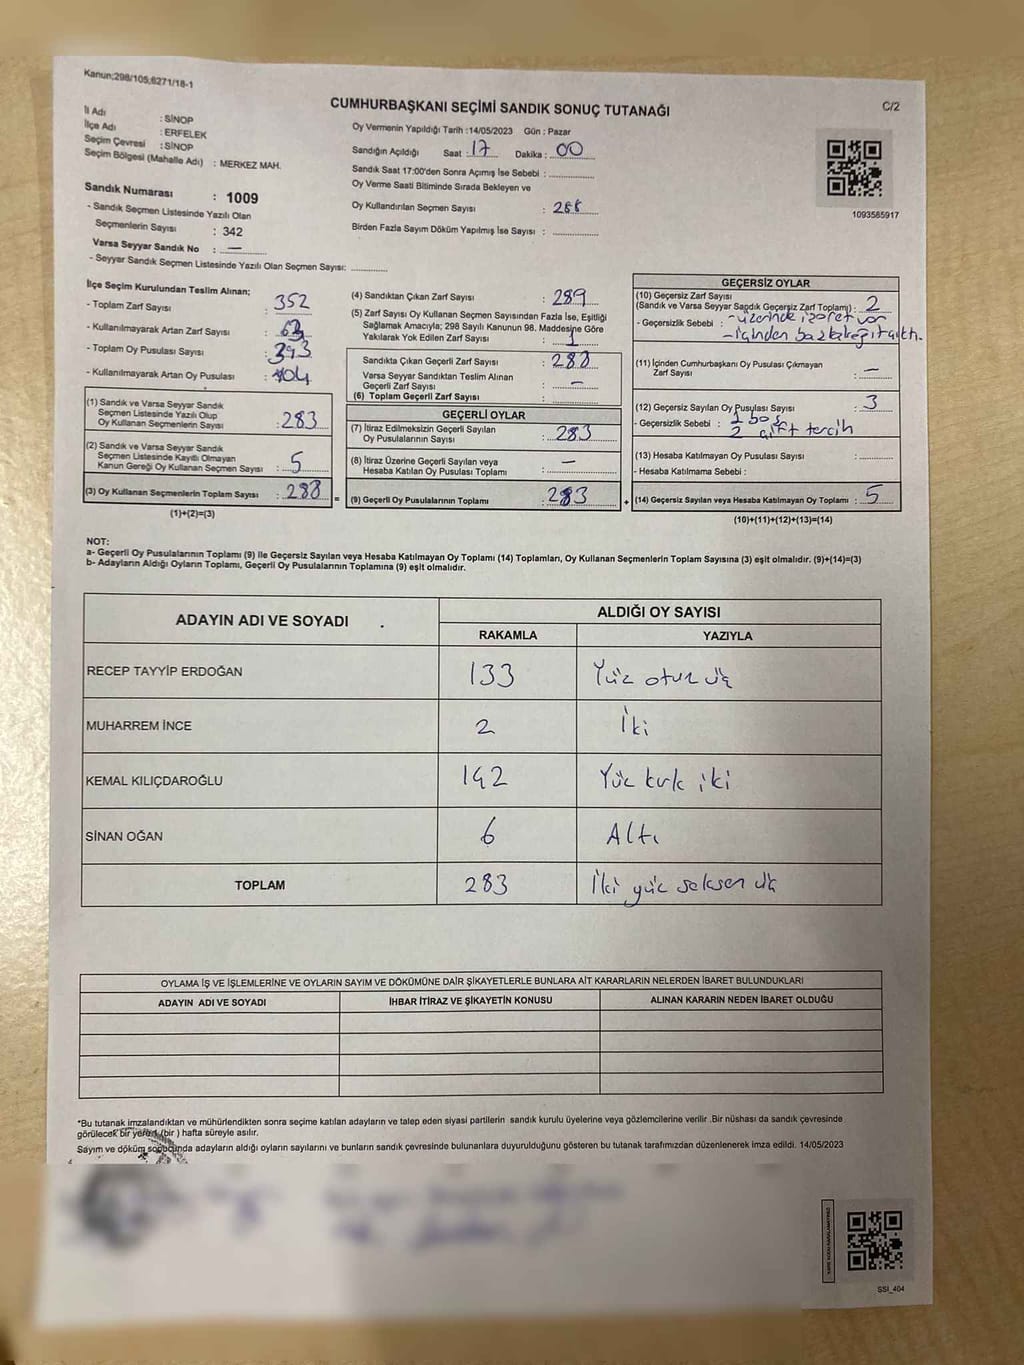 Kanun;298/105,6271/18-1
CUMHURBAŞKANI SEÇİMİ SANDIK SONUÇ TUTANAĞI
C/2
İl Adı : SİNOP
İlçe Adı : ERFELEK
Seçim Çevresi : SİNOP
Seçim Bölgesi (Mahalle Adı) : MERKEZ MAH.
Sandık Numarası : 1009
- Sandık Seçmen Listesinde Yazılı Olan
Seçmenlerin Sayısı : 342
Varsa Seyyar Sandık No : —
- Seyyar Sandık Seçmen Listesinde Yazılı Olan Seçmen Sayısı:
Oy Vermenin Yapıldığı Tarih :14/05/2023 Gün : Pazar
Sandığın Açıldığı Saat : 17 Dakika : 00
Sandık Saat 17:00'den Sonra Açımış İse Sebebi :
Oy Verme Saati Bitiminde Sırada Bekleyen ve
Oy Kullandırılan Seçmen Sayısı : 288
Birden Fazla Sayım Döküm Yapılmış İse Sayısı :
1093585917
İlçe Seçim Kurulundan Teslim Alınan;
- Toplam Zarf Sayısı : 352
- Kullanılmayarak Artan Zarf Sayısı : 63
- Toplam Oy Pusulası Sayısı : 393
- Kullanılmayarak Artan Oy Pusulası : 104
(1) Sandık ve Varsa Seyyar Sandık
Seçmen Listesinde Yazılı Olup
Oy Kullanan Seçmenlerin Sayısı : 283
(2) Sandık ve Varsa Seyyar Sandık
Seçmen Listesinde Kayıtlı Olmayan
Kanun Gereği Oy Kullanan Seçmen Sayısı : 5
(3) Oy Kullanan Seçmenlerin Toplam Sayısı : 288 =
(1)+(2)=(3)
(4) Sandıktan Çıkan Zarf Sayısı : 289
(5) Zarf Sayısı Oy Kullanan Seçmen Sayısından Fazla İse, Eşitliği
Sağlamak Amacıyla; 298 Sayılı Kanunun 98. Maddesine Göre
Yakılarak Yok Edilen Zarf Sayısı : 1
Sandıkta Çıkan Geçerli Zarf Sayısı : 288
Varsa Seyyar Sandıktan Teslim Alınan
Geçerli Zarf Sayısı : —
(6) Toplam Geçerli Zarf Sayısı :
GEÇERLİ OYLAR
(7) İtiraz Edilmeksizin Geçerli Sayılan
Oy Pusulalarının Sayısı : 283
(8) İtiraz Üzerine Geçerli Sayılan veya
Hesaba Katılan Oy Pusulası Toplamı : —
(9) Geçerli Oy Pusulalarının Toplamı : 283 +
GEÇERSİZ OYLAR
(10) Geçersiz Zarf Sayısı
(Sandık ve Varsa Seyyar Sandık Geçersiz Zarf Toplamı) : 2
- Geçersizlik Sebebi : - üzerinde işaret var
- içinden başka kağıt çıktı.
(11) İçinden Cumhurbaşkanı Oy Pusulası Çıkmayan
Zarf Sayısı : —
(12) Geçersiz Sayılan Oy Pusulası Sayısı : 3
- Geçersizlik Sebebi : 1 boş
2 çift tercih
(13) Hesaba Katılmayan Oy Pusulası Sayısı :
- Hesaba Katılmama Sebebi :
(14) Geçersiz Sayılan veya Hesaba Katılmayan Oy Toplamı : 5
(10)+(11)+(12)+(13)=(14)
NOT:
a- Geçerli Oy Pusulalarının Toplamı (9) ile Geçersiz Sayılan veya Hesaba Katılmayan Oy Toplamı (14) Toplamları, Oy Kullanan Seçmenlerin Toplam Sayısına (3) eşit olmalıdır. (9)+(14)=(3)
b- Adayların Aldığı Oyların Toplamı, Geçerli Oy Pusulalarının Toplamına (9) eşit olmalıdır.
ADAYIN ADI VE SOYADI
ALDIĞI OY SAYISI
RAKAMLA YAZIYLA
RECEP TAYYİP ERDOĞAN 133 Yüz otuz üç
MUHARREM İNCE 2 İki
KEMAL KILIÇDAROĞLU 142 Yüz kırk iki
SİNAN OĞAN 6 Altı
TOPLAM 283 İki yüz seksen üç
OYLAMA İŞ VE İŞLEMLERİNE VE OYLARIN SAYIM VE DÖKÜMÜNE DAİR ŞİKAYETLERLE BUNLARA AİT KARARLARIN NELERDEN İBARET BULUNDUKLARI
ADAYIN ADI VE SOYADI İHBAR İTİRAZ VE ŞİKAYETİN KONUSU ALINAN KARARIN NEDEN İBARET OLDUĞU
*Bu tutanak imzalandıktan ve mühürlendikten sonra seçime katılan adayların ve talep eden siyasi partilerin sandık kurulu üyelerine veya gözlemcilerine verilir .Bir nüshası da sandık çevresinde
görülecek bir yerde 1(bir ) hafta süreyle asılır.
Sayım ve döküm sonucunda adayların aldığı oyların sayılarını ve bunların sandık çevresinde bulunanlara duyurulduğunu gösteren bu tutanak tarafımızdan düzenlenerek imza edildi. 14/05/2023
SSI_404